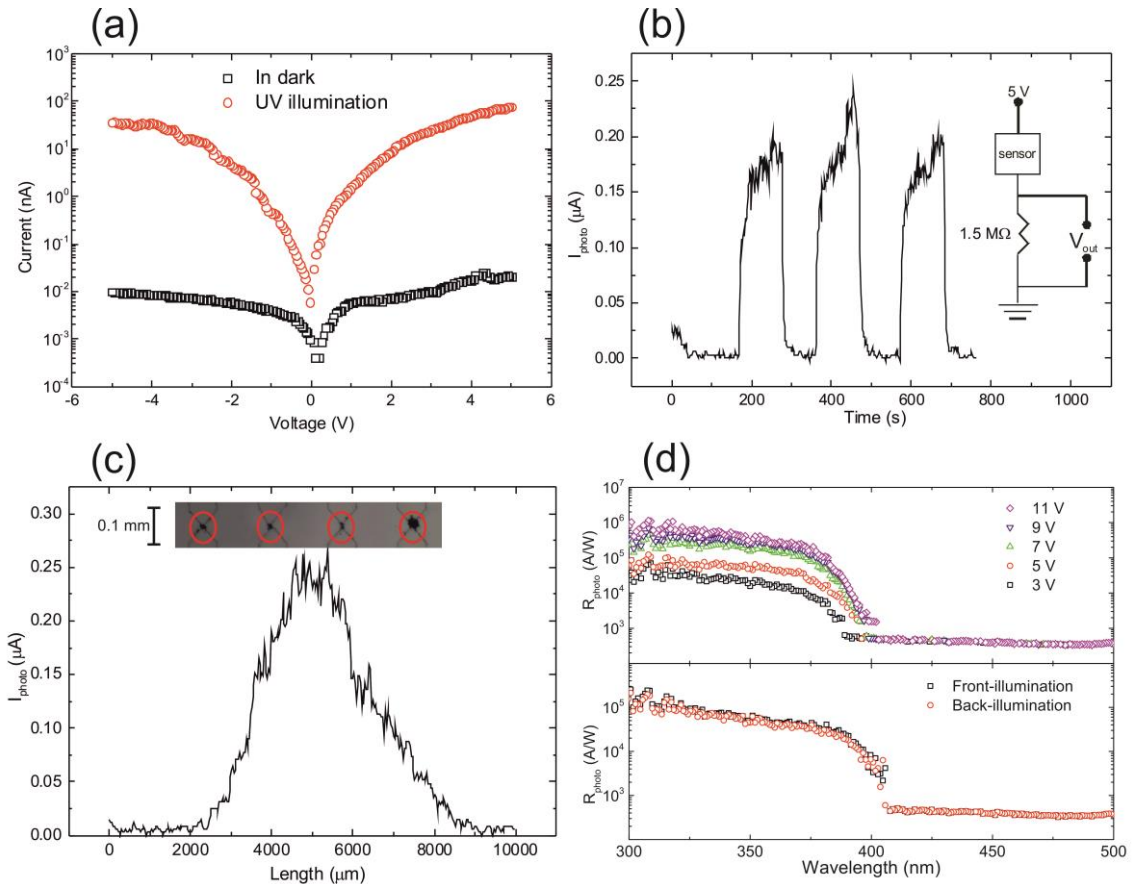 (a)
10³
10²
10¹
10⁰
10⁻¹
10⁻²
10⁻³
10⁻⁴
Current (nA)
In dark
UV illumination
-6 -4 -2 0 2 4 6
Voltage (V)
(b)
0.25
0.20
0.15
0.10
0.05
0.00
I_photo (μA)
5 V
sensor
1.5 MΩ
V_out
0 200 400 600 800 1000
Time (s)
(c)
0.30
0.25
0.20
0.15
0.10
0.05
0.00
I_photo (μA)
0.1 mm
0 2000 4000 6000 8000 10000
Length (μm)
(d)
10⁷
10⁶
10⁵
10⁴
10³
R_photo (A/W)
11 V
9 V
7 V
5 V
3 V
10⁵
10⁴
10³
R_photo (A/W)
Front-illumination
Back-illumination
300 350 400 450 500
Wavelength (nm)